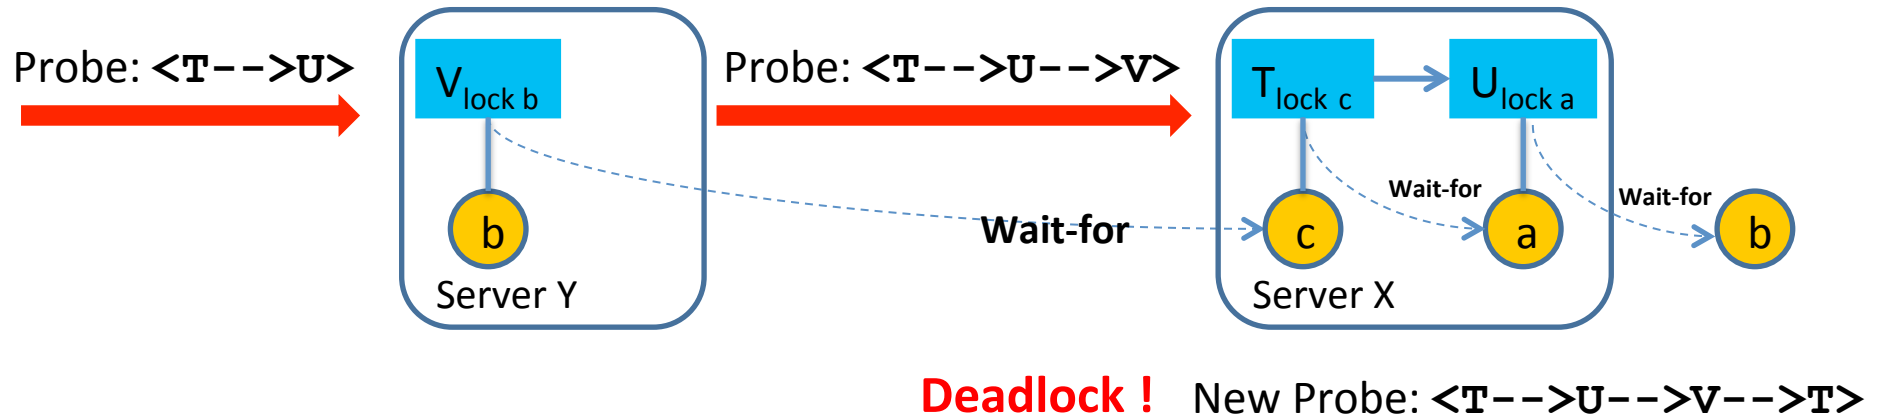 Probe: <T-->U>
V lock b
Probe: <T-->U-->V>
T lock c
U lock a
Wait-for
Wait-for
Wait-for
b
c
a
b
Server Y
Server X
Deadlock !
New Probe: <T-->U-->V-->T>